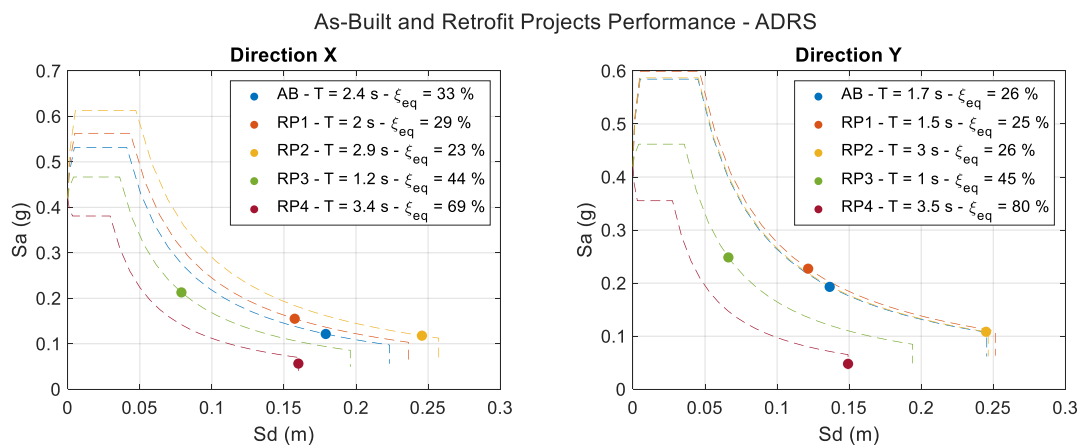 As-Built and Retrofit Projects Performance - ADRS
Direction X
0.7
0.6
0.5
0.4
0.3
0.2
0.1
0
Sa (g)
AB - T = 2.4 s - ξeq = 33 %
RP1 - T = 2 s - ξeq = 29 %
RP2 - T = 2.9 s - ξeq = 23 %
RP3 - T = 1.2 s - ξeq = 44 %
RP4 - T = 3.4 s - ξeq = 69 %
0 0.05 0.1 0.15 0.2 0.25 0.3
Sd (m)
Direction Y
0.6
0.5
0.4
0.3
0.2
0.1
0
Sa (g)
AB - T = 1.7 s - ξeq = 26 %
RP1 - T = 1.5 s - ξeq = 25 %
RP2 - T = 3 s - ξeq = 26 %
RP3 - T = 1 s - ξeq = 45 %
RP4 - T = 3.5 s - ξeq = 80 %
0 0.05 0.1 0.15 0.2 0.25 0.3
Sd (m)